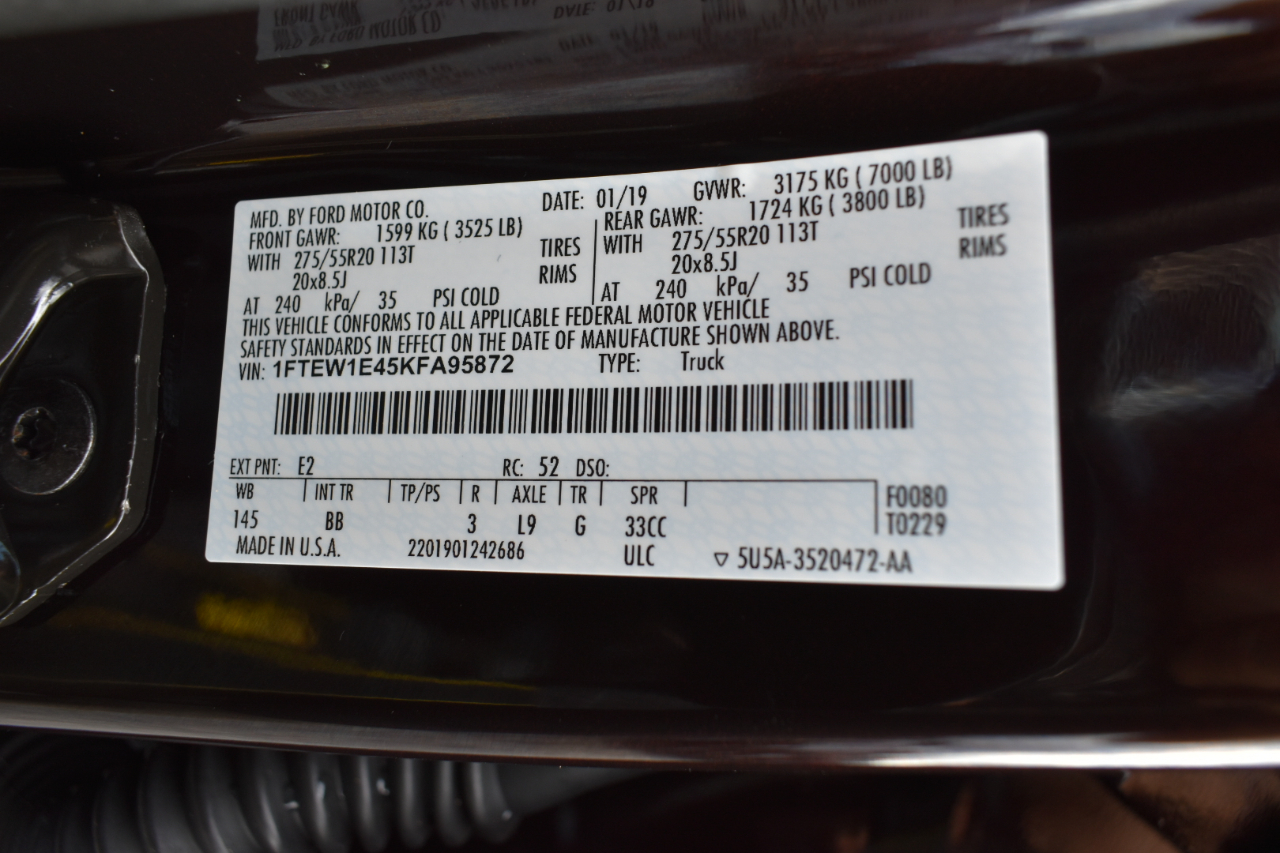 MFD. BY FORD MOTOR CO. DATE: 01/19 GVWR: 3175 KG ( 7000 LB)
FRONT GAWR: 1599 KG ( 3525 LB) REAR GAWR: 1724 KG ( 3800 LB)
WITH 275/55R20 113T TIRES WITH 275/55R20 113T TIRES
20x8.5J RIMS 20x8.5J RIMS
AT 240 kPa/ 35 PSI COLD AT 240 kPa/ 35 PSI COLD
THIS VEHICLE CONFORMS TO ALL APPLICABLE FEDERAL MOTOR VEHICLE
SAFETY STANDARDS IN EFFECT ON THE DATE OF MANUFACTURE SHOWN ABOVE.
VIN: 1FTEW1E45KFA95872 TYPE: Truck
EXT PNT: E2 RC: 52 DSO:
WB INT TR TP/PS R AXLE TR SPR F0080
145 BB 3 L9 G 33CC T0229
MADE IN U.S.A. 2201901242686 ULC ▽ 5U5A-3520472-AA